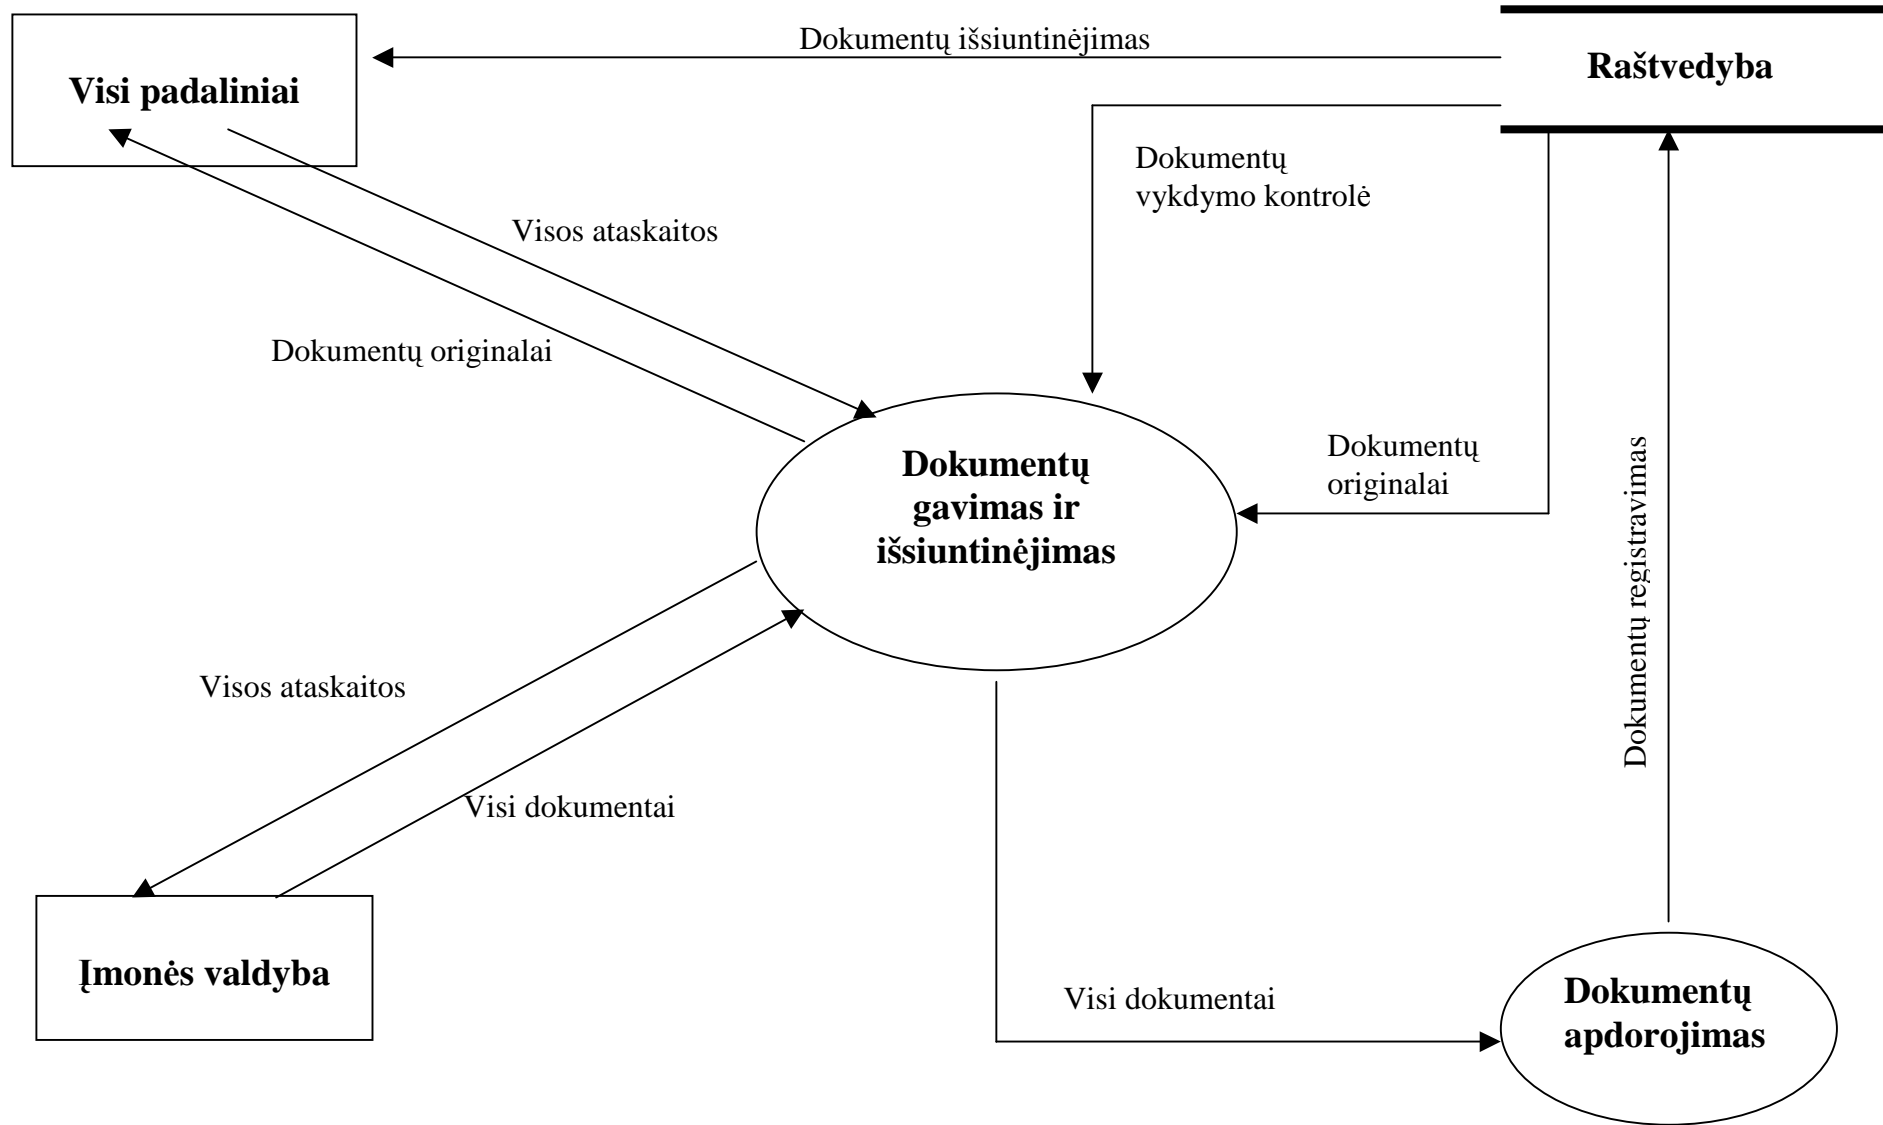 Dokumentų išsiuntinėjimas
Raštvedyba
Visi padaliniai
Dokumentų
vykdymo kontrolė
Visos ataskaitos
Dokumentų originalai
Dokumentų
originalai
Dokumentų
gavimas ir
išsiuntinėjimas
Dokumentų registravimas
Visos ataskaitos
Visi dokumentai
Įmonės valdyba
Visi dokumentai
Dokumentų
apdorojimas